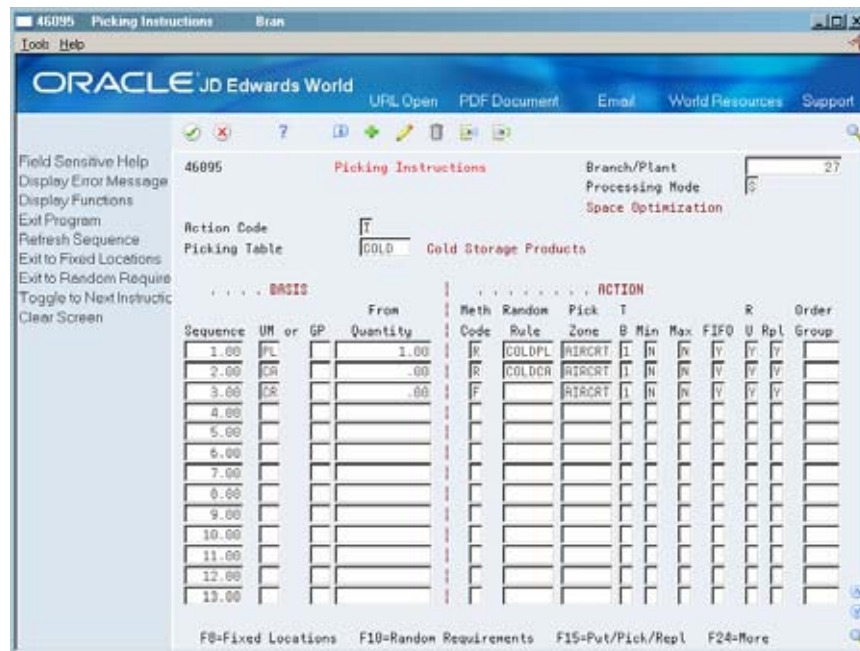 46095 Picking Instructions Bran
Tools Help
ORACLE JD Edwards World
URL Open PDF Document Email World Resources Support
Field Sensitive Help
Display Error Message
Display Functions
Exit Program
Refresh Sequence
Exit to Fixed Locations
Exit to Random Require
Toggle to Next Instructic
Clear Screen
46095 Picking Instructions Branch/Plant 27
Processing Mode S
Space Optimization
Action Code I
Picking Table COLD Cold Storage Products
. . . . BASIS | . . . . . . . . ACTION
From | Meth Random Pick T R Order
Sequence UM or GP Quantity | Code Rule Zone B Min Max FIFO U Rpl Group
1.00 PL 1.00 | R COLDPL AIRCRT 1 N N Y Y Y
2.00 CA .00 | R COLDCA AIRCRT 1 N N Y Y Y
3.00 CA .00 | F AIRCRT 1 N N Y Y Y
4.00
5.00
6.00
7.00
8.00
9.00
10.00
11.00
12.00
13.00
F8=Fixed Locations F10=Random Requirements F15=Put/Pick/Repl F24=More